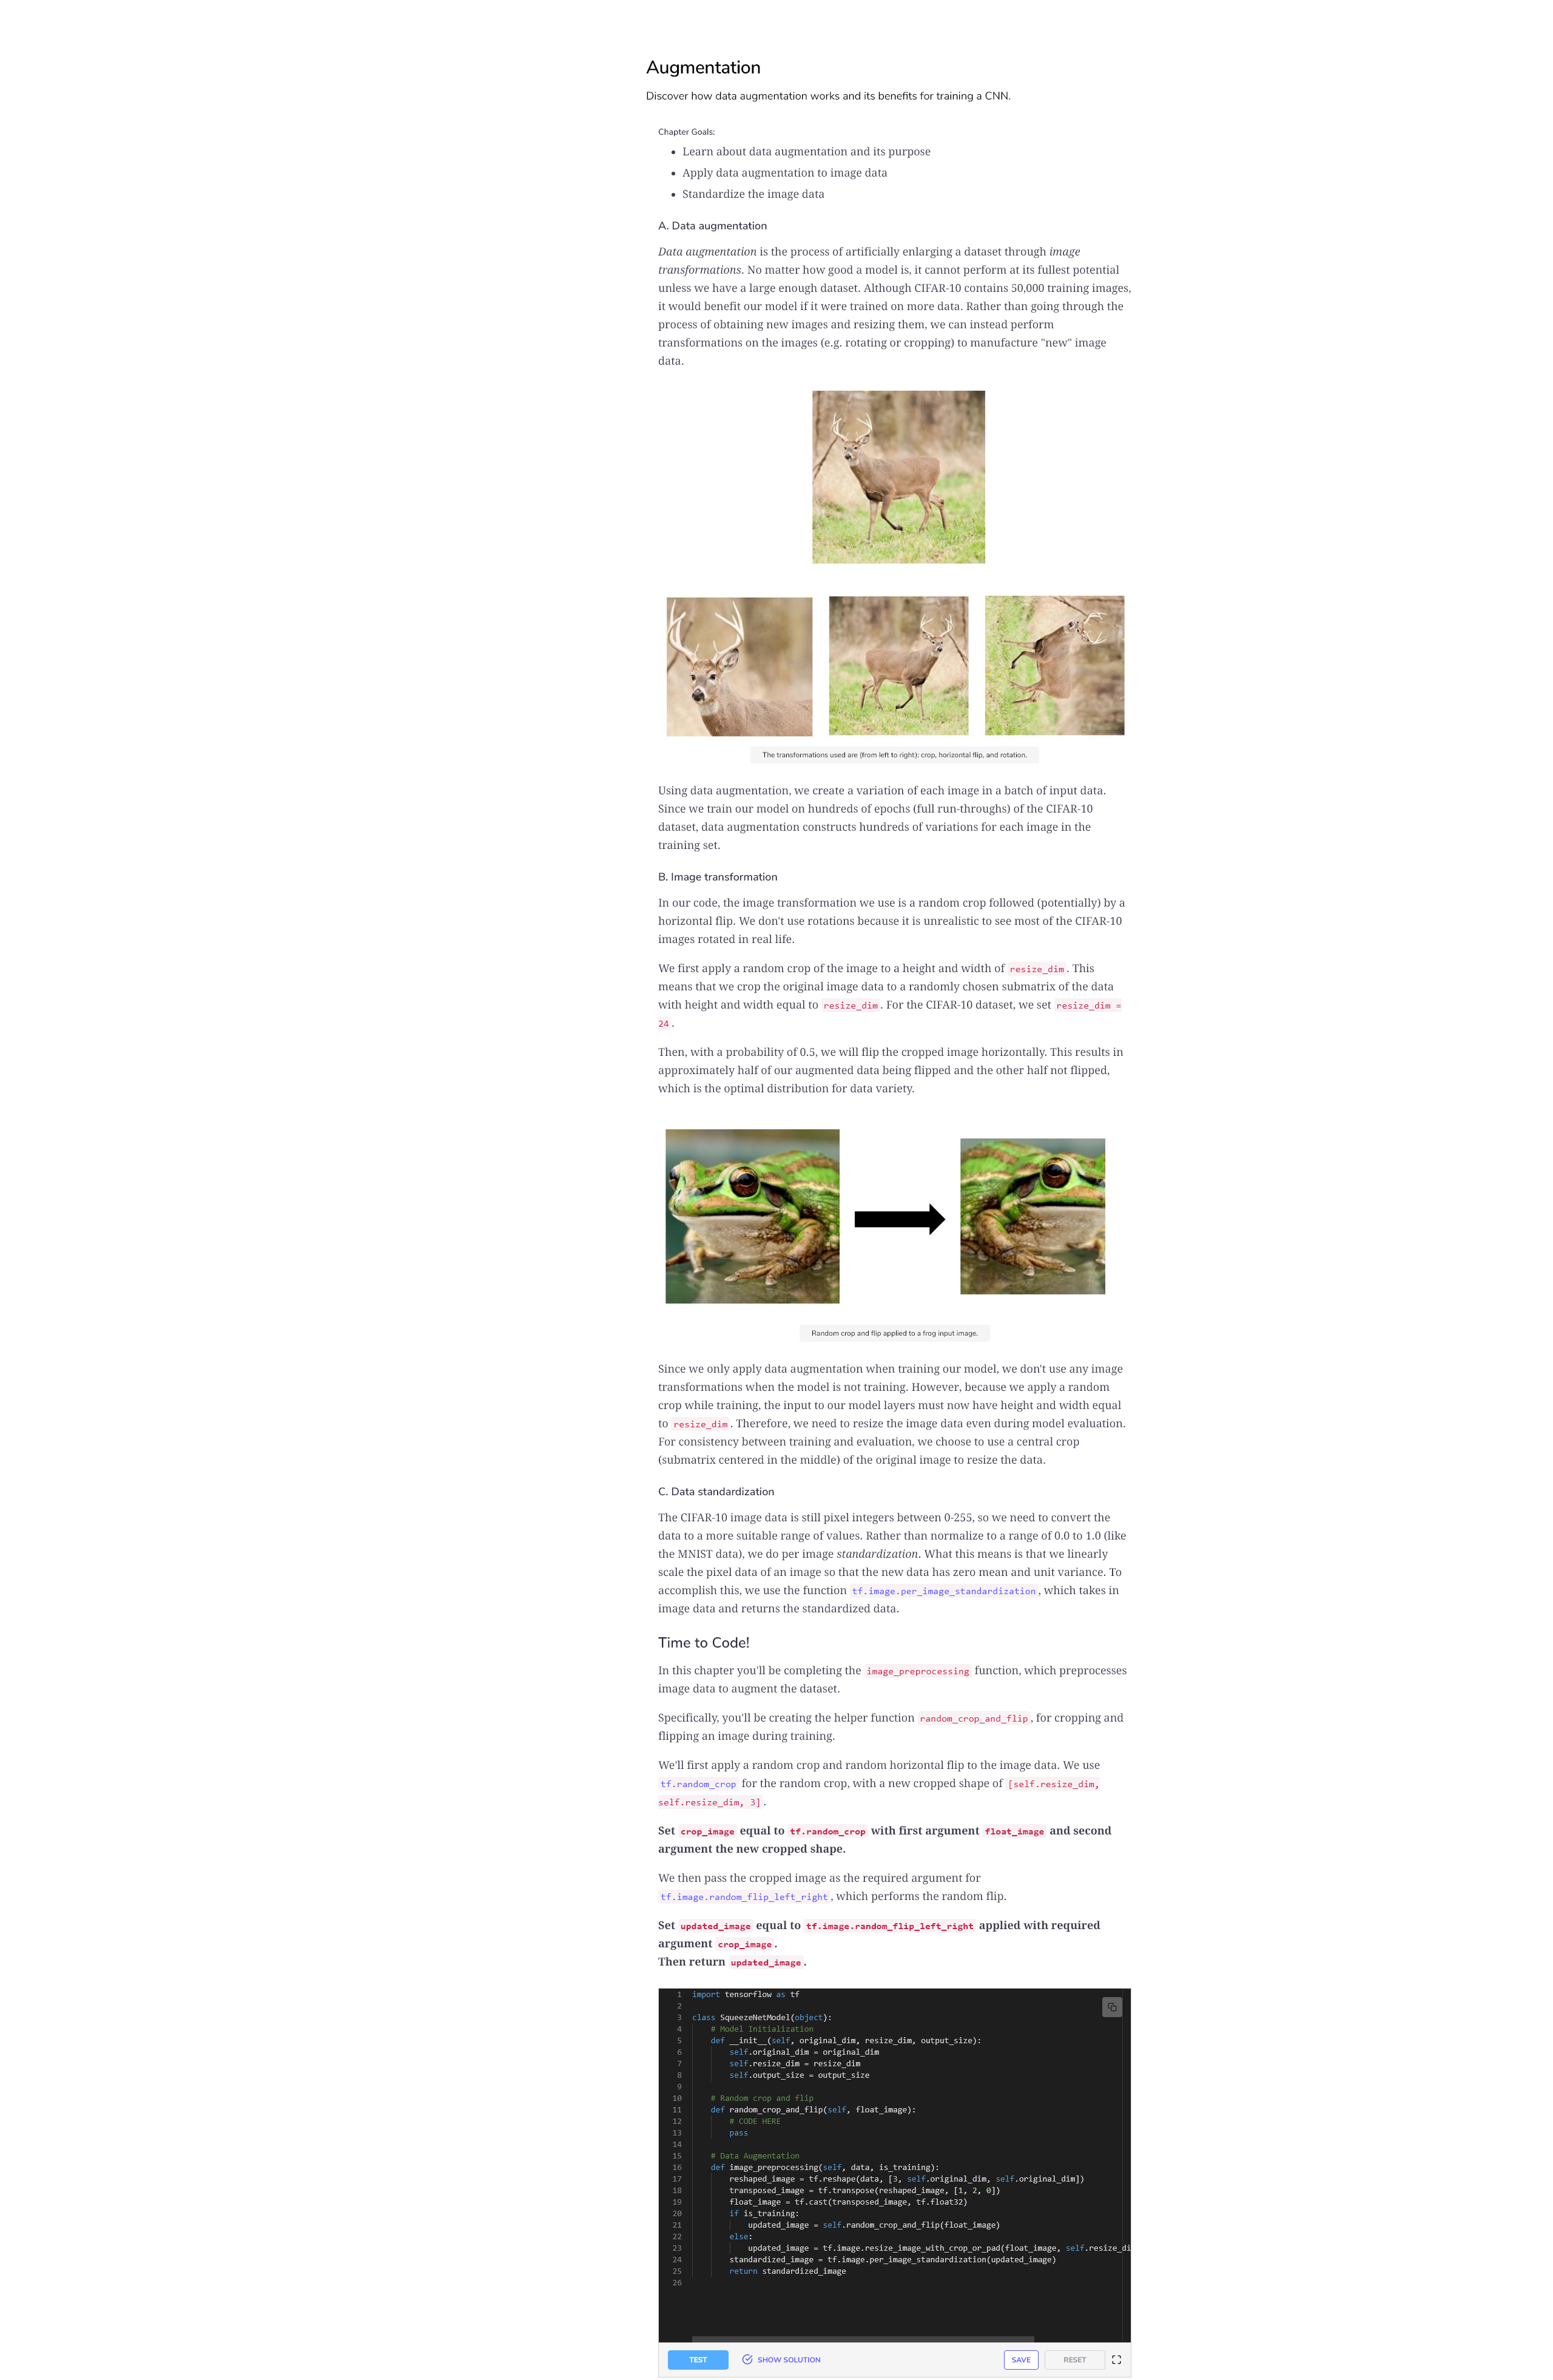 Augmentation
Discover how data augmentation works and its benefits for training a CNN.
Chapter Goals:
• Learn about data augmentation and its purpose
• Apply data augmentation to image data
• Standardize the image data
A. Data augmentation
Data augmentation is the process of artificially enlarging a dataset through image
transformations. No matter how good a model is, it cannot perform at its fullest potential
unless we have a large enough dataset. Although CIFAR-10 contains 50,000 training images,
it would benefit our model if it were trained on more data. Rather than going through the
process of obtaining new images and resizing them, we can instead perform
transformations on the images (e.g. rotating or cropping) to manufacture "new" image
data.
The transformations used are (from left to right): crop, horizontal flip, and rotation.
Using data augmentation, we create a variation of each image in a batch of input data.
Since we train our model on hundreds of epochs (full run-throughs) of the CIFAR-10
dataset, data augmentation constructs hundreds of variations for each image in the
training set.
B. Image transformation
In our code, the image transformation we use is a random crop followed (potentially) by a
horizontal flip. We don't use rotations because it is unrealistic to see most of the CIFAR-10
images rotated in real life.
We first apply a random crop of the image to a height and width of resize_dim. This
means that we crop the original image data to a randomly chosen submatrix of the data
with height and width equal to resize_dim. For the CIFAR-10 dataset, we set resize_dim =
24.
Then, with a probability of 0.5, we will flip the cropped image horizontally. This results in
approximately half of our augmented data being flipped and the other half not flipped,
which is the optimal distribution for data variety.
Random crop and flip applied to a frog input image.
Since we only apply data augmentation when training our model, we don't use any image
transformations when the model is not training. However, because we apply a random
crop while training, the input to our model layers must now have height and width equal
to resize_dim. Therefore, we need to resize the image data even during model evaluation.
For consistency between training and evaluation, we choose to use a central crop
(submatrix centered in the middle) of the original image to resize the data.
C. Data standardization
The CIFAR-10 image data is still pixel integers between 0-255, so we need to convert the
data to a more suitable range of values. Rather than normalize to a range of 0.0 to 1.0 (like
the MNIST data), we do per image standardization. What this means is that we linearly
scale the pixel data of an image so that the new data has zero mean and unit variance. To
accomplish this, we use the function tf.image.per_image_standardization, which takes in
image data and returns the standardized data.
Time to Code!
In this chapter you'll be completing the image_preprocessing function, which preprocesses
image data to augment the dataset.
Specifically, you'll be creating the helper function random_crop_and_flip, for cropping and
flipping an image during training.
We'll first apply a random crop and random horizontal flip to the image data. We use
tf.random_crop for the random crop, with a new cropped shape of [self.resize_dim,
self.resize_dim, 3].
Set crop_image equal to tf.random_crop with first argument float_image and second
argument the new cropped shape.
We then pass the cropped image as the required argument for
tf.image.random_flip_left_right, which performs the random flip.
Set updated_image equal to tf.image.random_flip_left_right applied with required
argument crop_image.
Then return updated_image.
1 import tensorflow as tf
2
3 class SqueezeNetModel(object):
4     # Model Initialization
5     def __init__(self, original_dim, resize_dim, output_size):
6         self.original_dim = original_dim
7         self.resize_dim = resize_dim
8         self.output_size = output_size
9
10     # Random crop and flip
11     def random_crop_and_flip(self, float_image):
12         # CODE HERE
13         pass
14
15     # Data Augmentation
16     def image_preprocessing(self, data, is_training):
17         reshaped_image = tf.reshape(data, [3, self.original_dim, self.original_dim])
18         transposed_image = tf.transpose(reshaped_image, [1, 2, 0])
19         float_image = tf.cast(transposed_image, tf.float32)
20         if is_training:
21             updated_image = self.random_crop_and_flip(float_image)
22         else:
23             updated_image = tf.image.resize_image_with_crop_or_pad(float_image, self.resize_di
24         standardized_image = tf.image.per_image_standardization(updated_image)
25         return standardized_image
26
TEST SHOW SOLUTION SAVE RESET